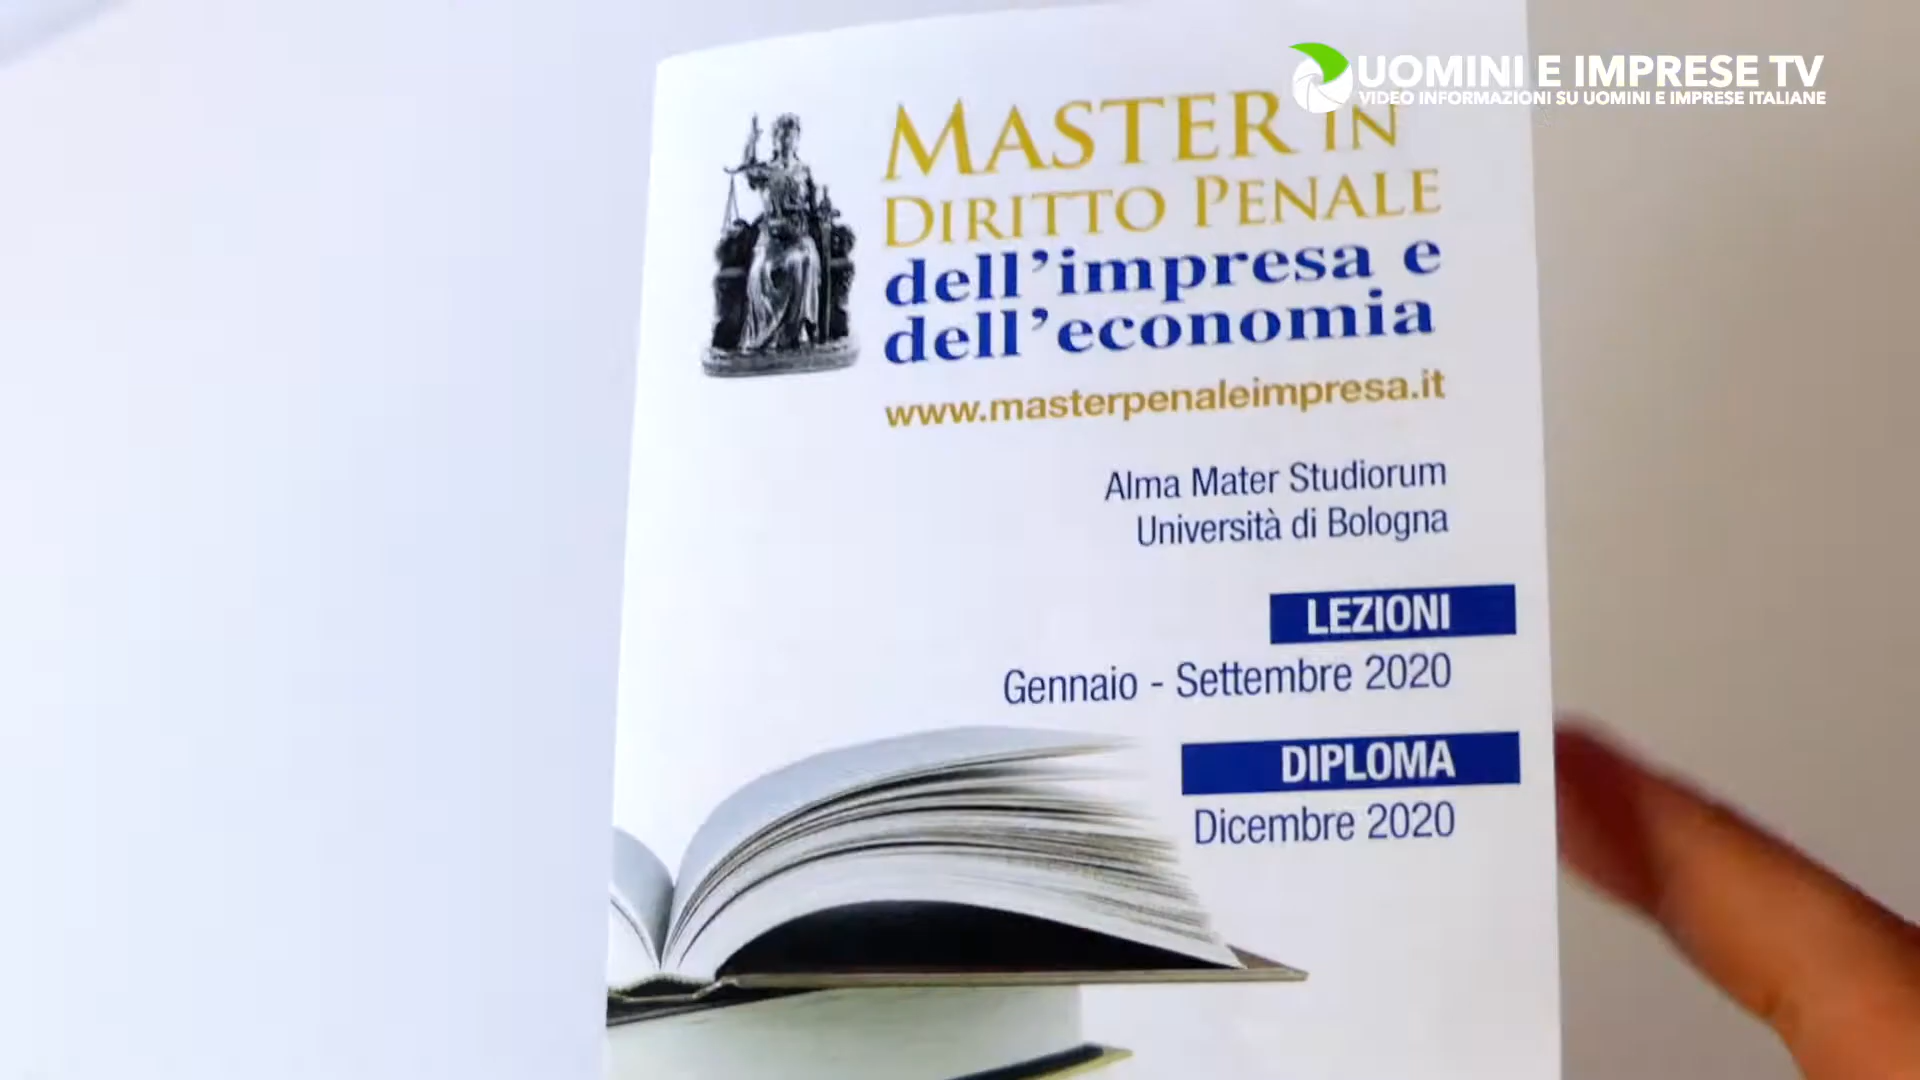 UOMINI E IMPRESE TV
VIDEO INFORMAZIONI SU UOMINI E IMPRESE ITALIANE
MASTER IN
DIRITTO PENALE
dell'impresa e
dell'economia
www.masterpenaleimpresa.it
Alma Mater Studiorum
Università di Bologna
LEZIONI
Gennaio - Settembre 2020
DIPLOMA
Dicembre 2020